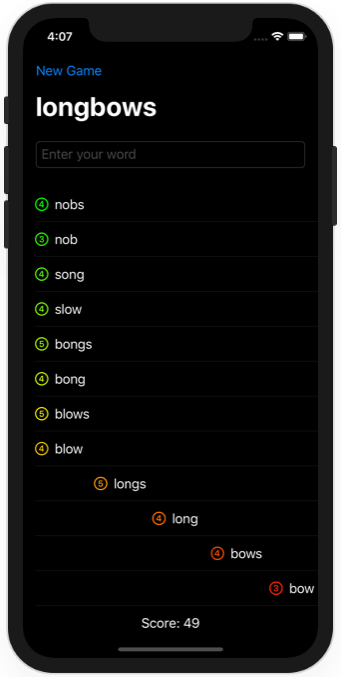 4:07
New Game
longbows
Enter your word
4 nobs
3 nob
4 song
4 slow
5 bongs
4 bong
5 blows
4 blow
5 longs
4 long
4 bows
3 bow
Score: 49